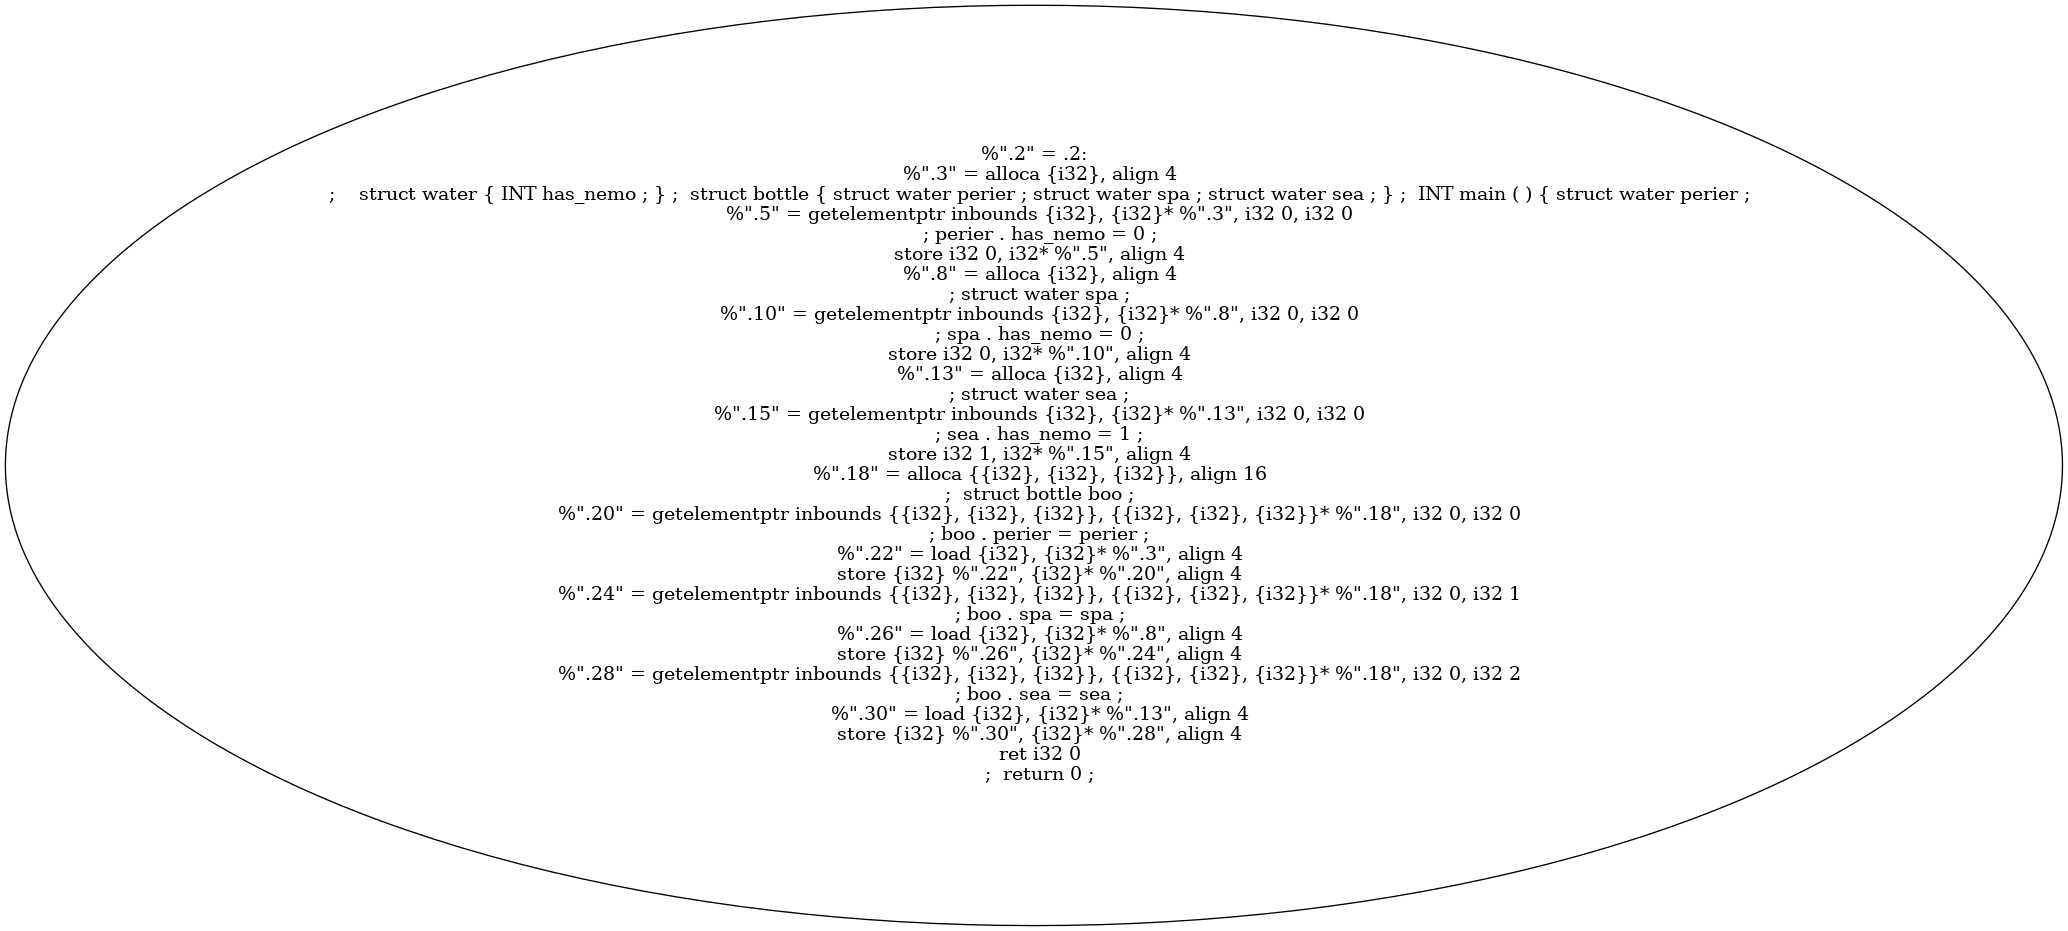 %".2" = .2:
%".3" = alloca {i32}, align 4
;    struct water { INT has_nemo ; } ;  struct bottle { struct water perier ; struct water spa ; struct water sea ; } ;  INT main ( ) { struct water perier ;
%".5" = getelementptr inbounds {i32}, {i32}* %".3", i32 0, i32 0
; perier . has_nemo = 0 ;
store i32 0, i32* %".5", align 4
%".8" = alloca {i32}, align 4
; struct water spa ;
%".10" = getelementptr inbounds {i32}, {i32}* %".8", i32 0, i32 0
; spa . has_nemo = 0 ;
store i32 0, i32* %".10", align 4
%".13" = alloca {i32}, align 4
; struct water sea ;
%".15" = getelementptr inbounds {i32}, {i32}* %".13", i32 0, i32 0
; sea . has_nemo = 1 ;
store i32 1, i32* %".15", align 4
%".18" = alloca {{i32}, {i32}, {i32}}, align 16
;  struct bottle boo ;
%".20" = getelementptr inbounds {{i32}, {i32}, {i32}}, {{i32}, {i32}, {i32}}* %".18", i32 0, i32 0
; boo . perier = perier ;
%".22" = load {i32}, {i32}* %".3", align 4
store {i32} %".22", {i32}* %".20", align 4
%".24" = getelementptr inbounds {{i32}, {i32}, {i32}}, {{i32}, {i32}, {i32}}* %".18", i32 0, i32 1
; boo . spa = spa ;
%".26" = load {i32}, {i32}* %".8", align 4
store {i32} %".26", {i32}* %".24", align 4
%".28" = getelementptr inbounds {{i32}, {i32}, {i32}}, {{i32}, {i32}, {i32}}* %".18", i32 0, i32 2
; boo . sea = sea ;
%".30" = load {i32}, {i32}* %".13", align 4
store {i32} %".30", {i32}* %".28", align 4
ret i32 0
;  return 0 ;